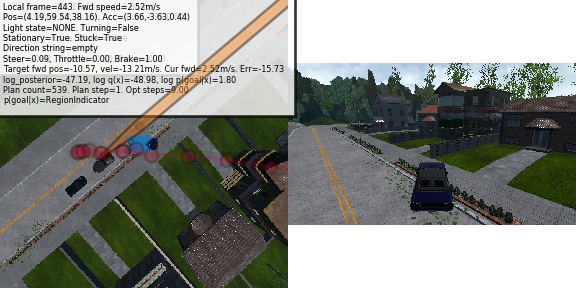 Local frame=443. Fwd speed=2.52m/s
Pos=(4.19,59.54,38.16). Acc=(3.66,-3.63,0.44)
Light state=NONE. Turning=False
Stationary=True. Stuck=True
Direction string=empty
Steer=0.09, Throttle=0.00, Brake=1.00
Target fwd pos=-10.57, vel=-13.21m/s. Cur fwd=2.52m/s. Err=-15.73
log_posterior=-47.19, log q(x)=-48.98, log p(goal|x)=1.80
Plan count=539. Plan step=1. Opt steps=9.00
p(goal|x)=RegionIndicator